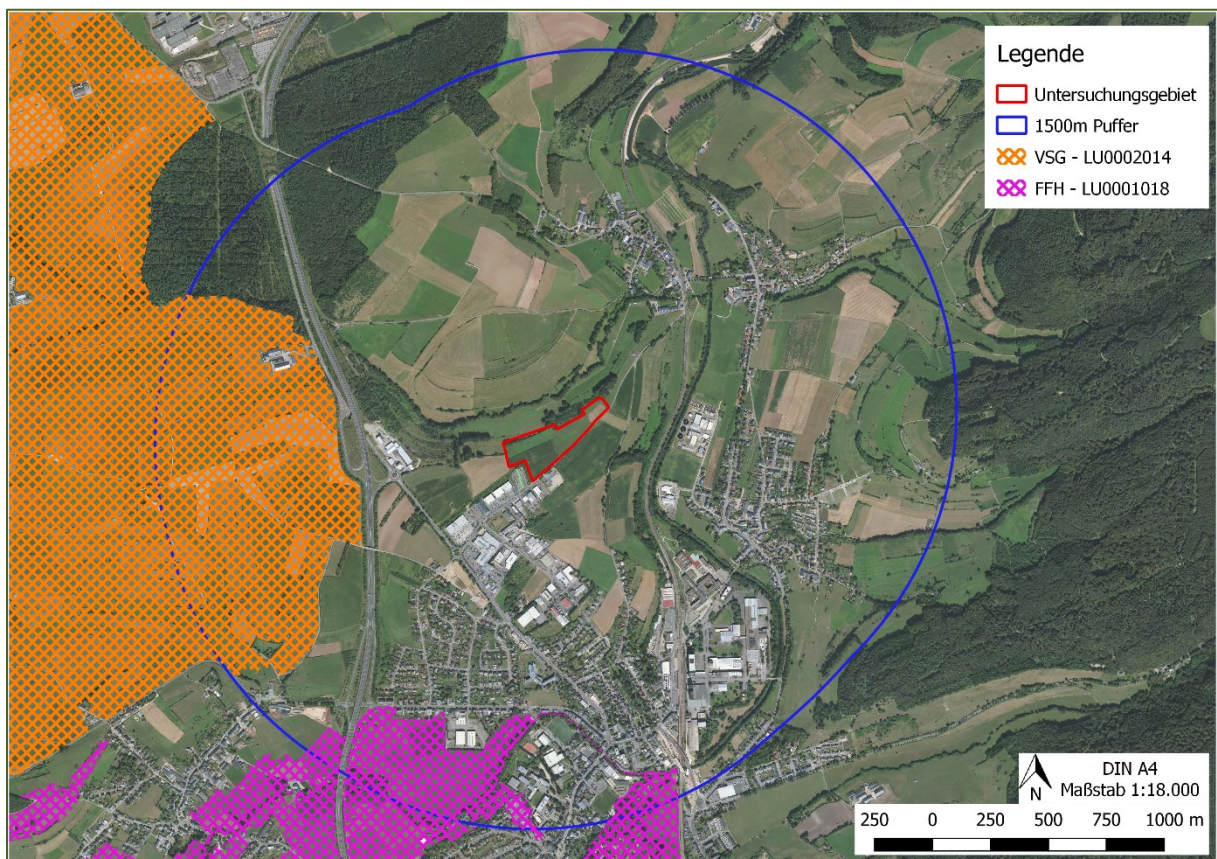 Legende
Untersuchungsgebiet
1500m Puffer
VSG - LU0002014
FFH - LU0001018
N
DIN A4
Maßstab 1:18.000
250 0 250 500 750 1000 m